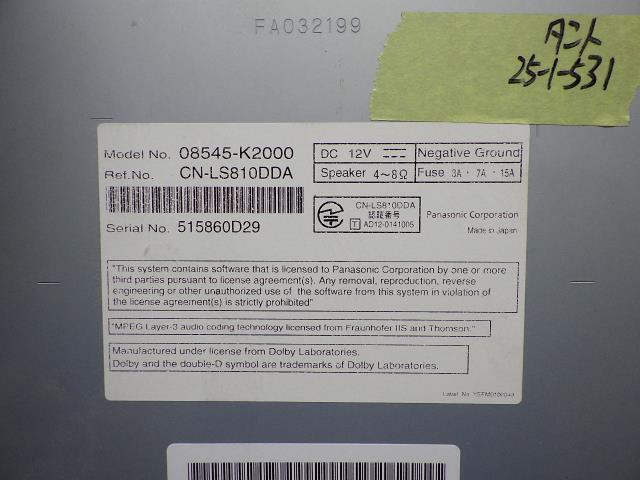 FA032199
タント
25-1-531
Model No. 08545-K2000
Ref.No. CN-LS810DDA
Serial No. 515860D29
DC 12V ⎓ Negative Ground
Speaker 4～8Ω Fuse 3A・7A・15A
CN-LS810DDA
認証番号
T AD12-0141005
Panasonic Corporation
Made in Japan
"This system contains software that is licensed to Panasonic Corporation by one or more
third parties pursuant to license agreement(s). Any removal, reproduction, reverse
engineering or other unauthorized use of the software from this system in violation of
the license agreement(s) is strictly prohibited"
"MPEG Layer-3 audio coding technology licensed from Fraunhofer IIS and Thomson."
Manufactured under license from Dolby Laboratories.
Dolby and the double-D symbol are trademarks of Dolby Laboratories.
Label No.